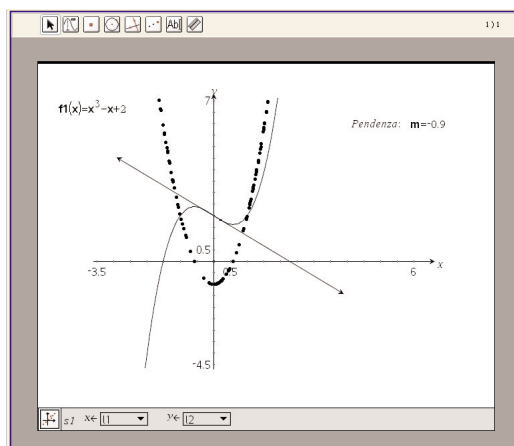 Ab|
1)1
y
7
f1(x)=x³-x+2
Pendenza: m=-0.9
0.5
x
-3.5
0.5
6
-4.5
s1 x← l1 y← l2